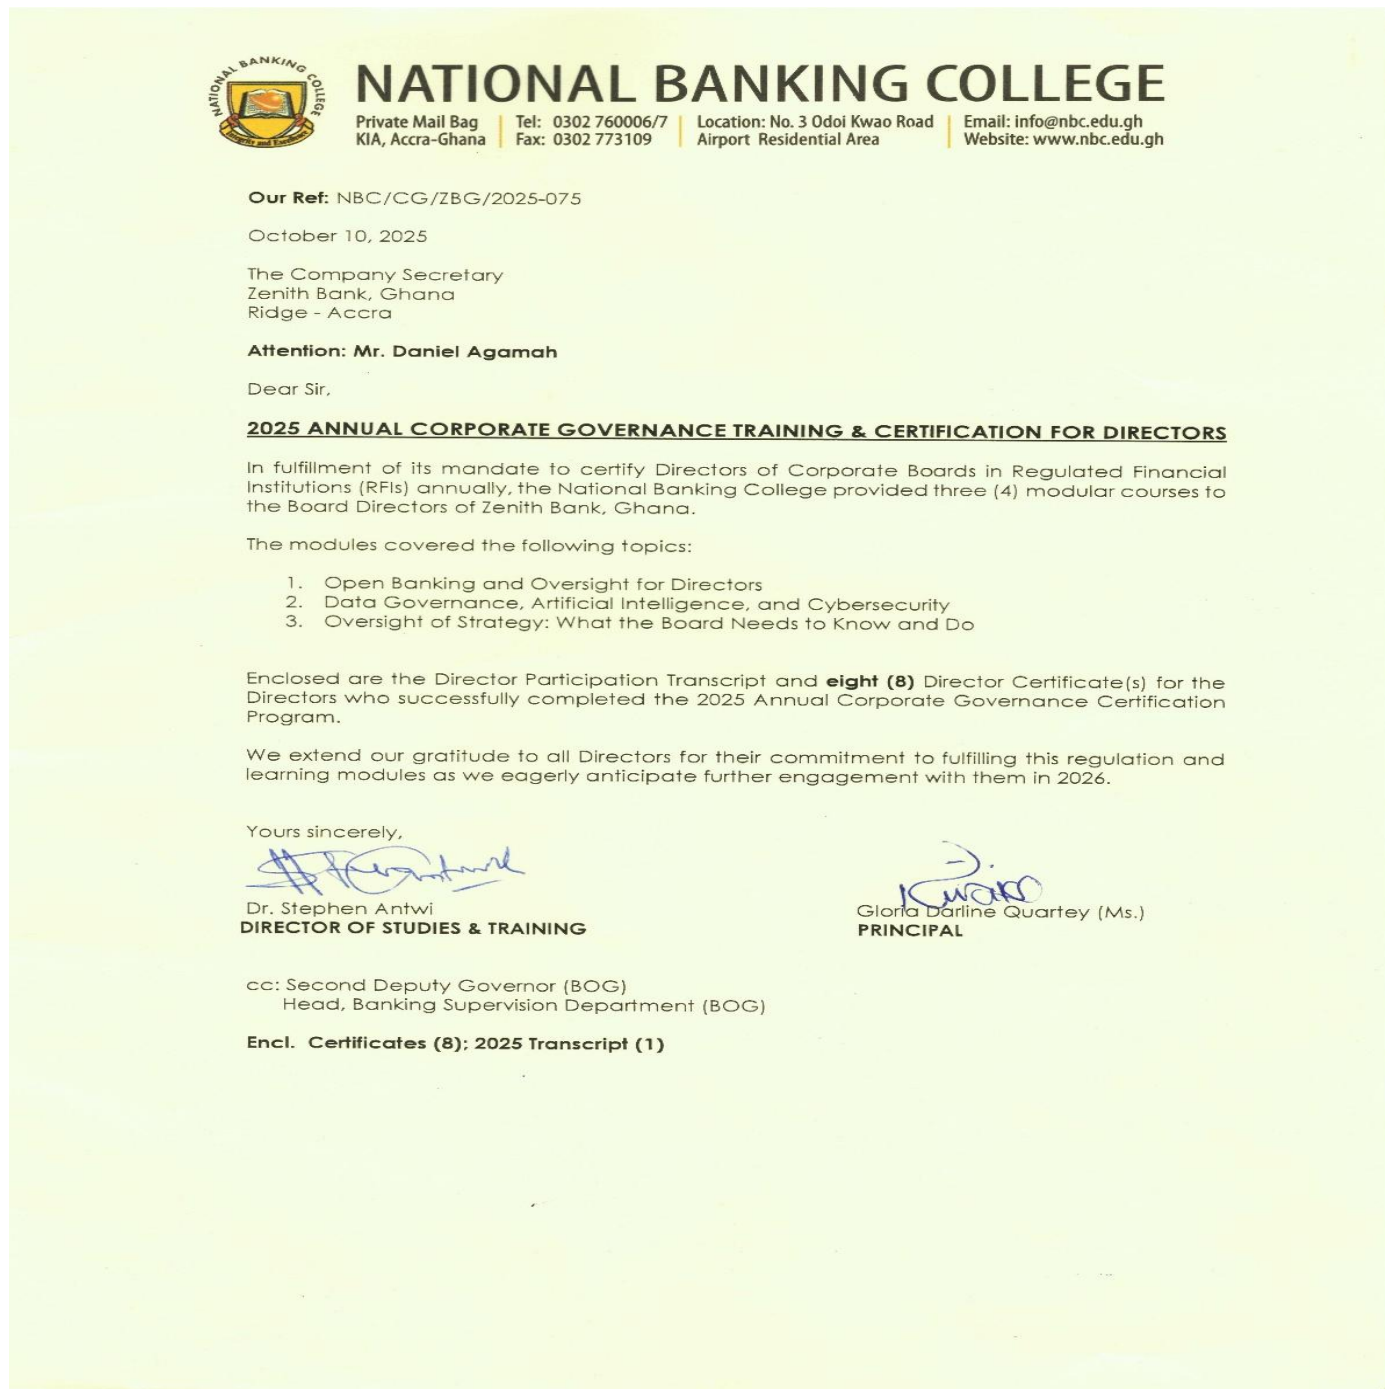 NATIONAL BANKING COLLEGE
NATIONAL BANKING COLLEGE
Integrity and Excellence
Private Mail Bag
KIA, Accra-Ghana
Tel: 0302 760006/7
Fax: 0302 773109
Location: No. 3 Odoi Kwao Road
Airport Residential Area
Email: info@nbc.edu.gh
Website: www.nbc.edu.gh
Our Ref: NBC/CG/ZBG/2025-075
October 10, 2025
The Company Secretary
Zenith Bank, Ghana
Ridge - Accra
Attention: Mr. Daniel Agamah
Dear Sir,
2025 ANNUAL CORPORATE GOVERNANCE TRAINING & CERTIFICATION FOR DIRECTORS
In fulfillment of its mandate to certify Directors of Corporate Boards in Regulated Financial
Institutions (RFIs) annually, the National Banking College provided three (4) modular courses to
the Board Directors of Zenith Bank, Ghana.
The modules covered the following topics:
1. Open Banking and Oversight for Directors
2. Data Governance, Artificial Intelligence, and Cybersecurity
3. Oversight of Strategy: What the Board Needs to Know and Do
Enclosed are the Director Participation Transcript and eight (8) Director Certificate(s) for the
Directors who successfully completed the 2025 Annual Corporate Governance Certification
Program.
We extend our gratitude to all Directors for their commitment to fulfilling this regulation and
learning modules as we eagerly anticipate further engagement with them in 2026.
Yours sincerely,
Dr. Stephen Antwi
DIRECTOR OF STUDIES & TRAINING
Gloria Darline Quartey (Ms.)
PRINCIPAL
cc: Second Deputy Governor (BOG)
Head, Banking Supervision Department (BOG)
Encl. Certificates (8); 2025 Transcript (1)